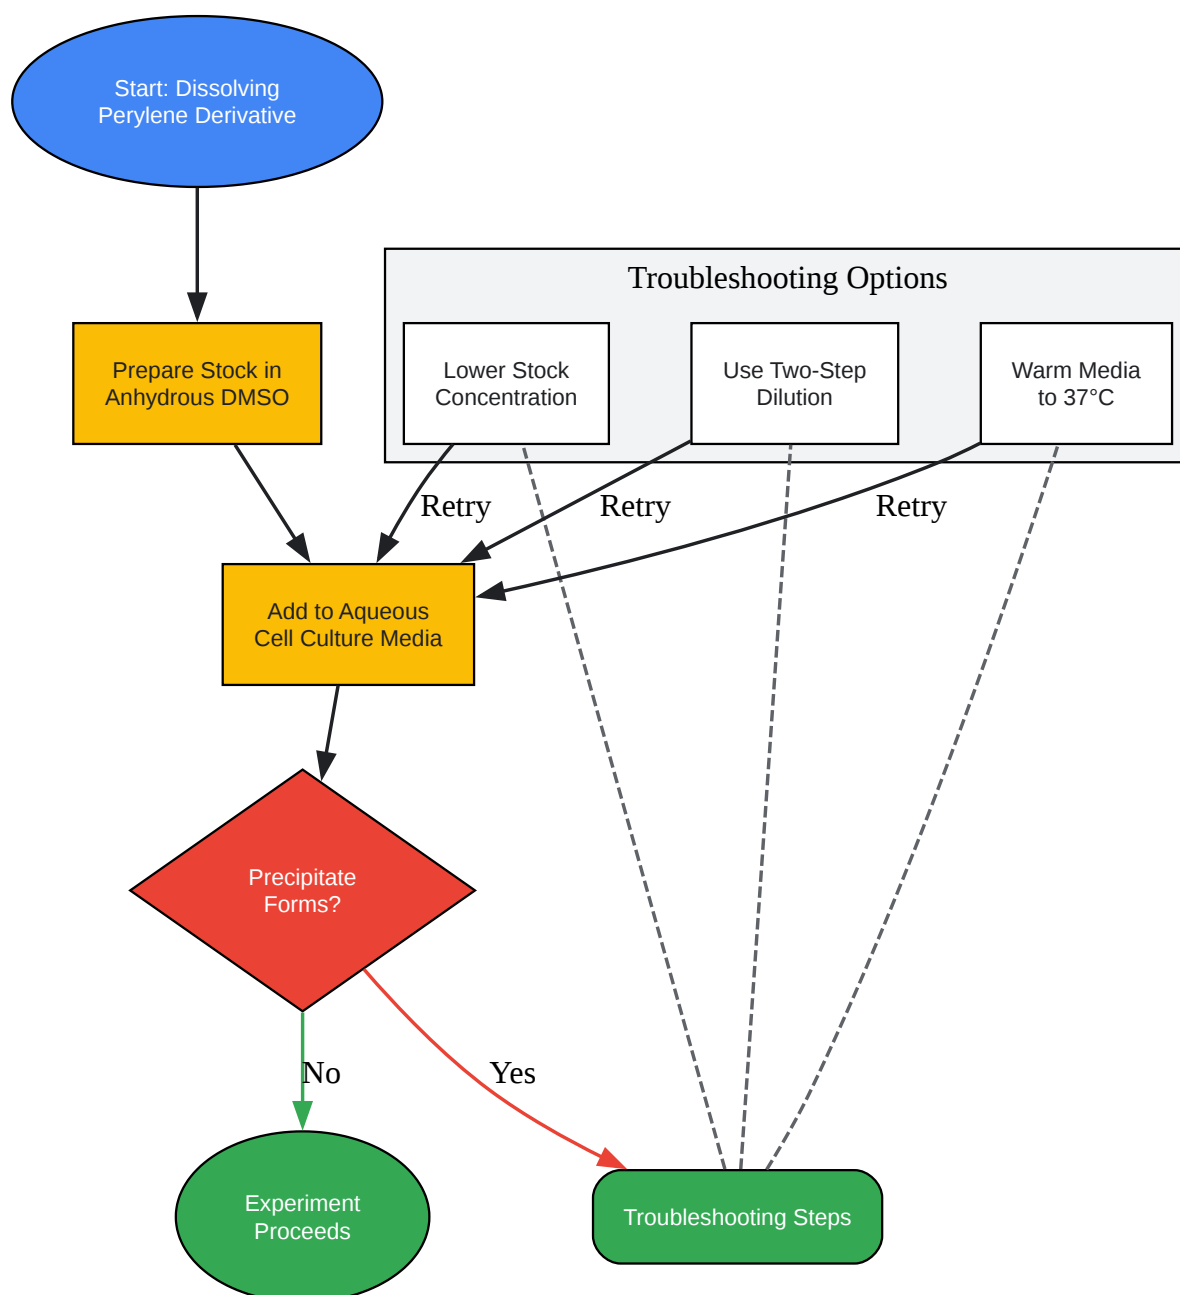 Start: Dissolving
Perylene Derivative
Troubleshooting Options
Prepare Stock in
Anhydrous DMSO
Lower Stock
Concentration
Use Two-Step
Dilution
Warm Media
to 37°C
Retry
Retry
Retry
Add to Aqueous
Cell Culture Media
Precipitate
Forms?
No
Yes
Experiment
Proceeds
Troubleshooting Steps